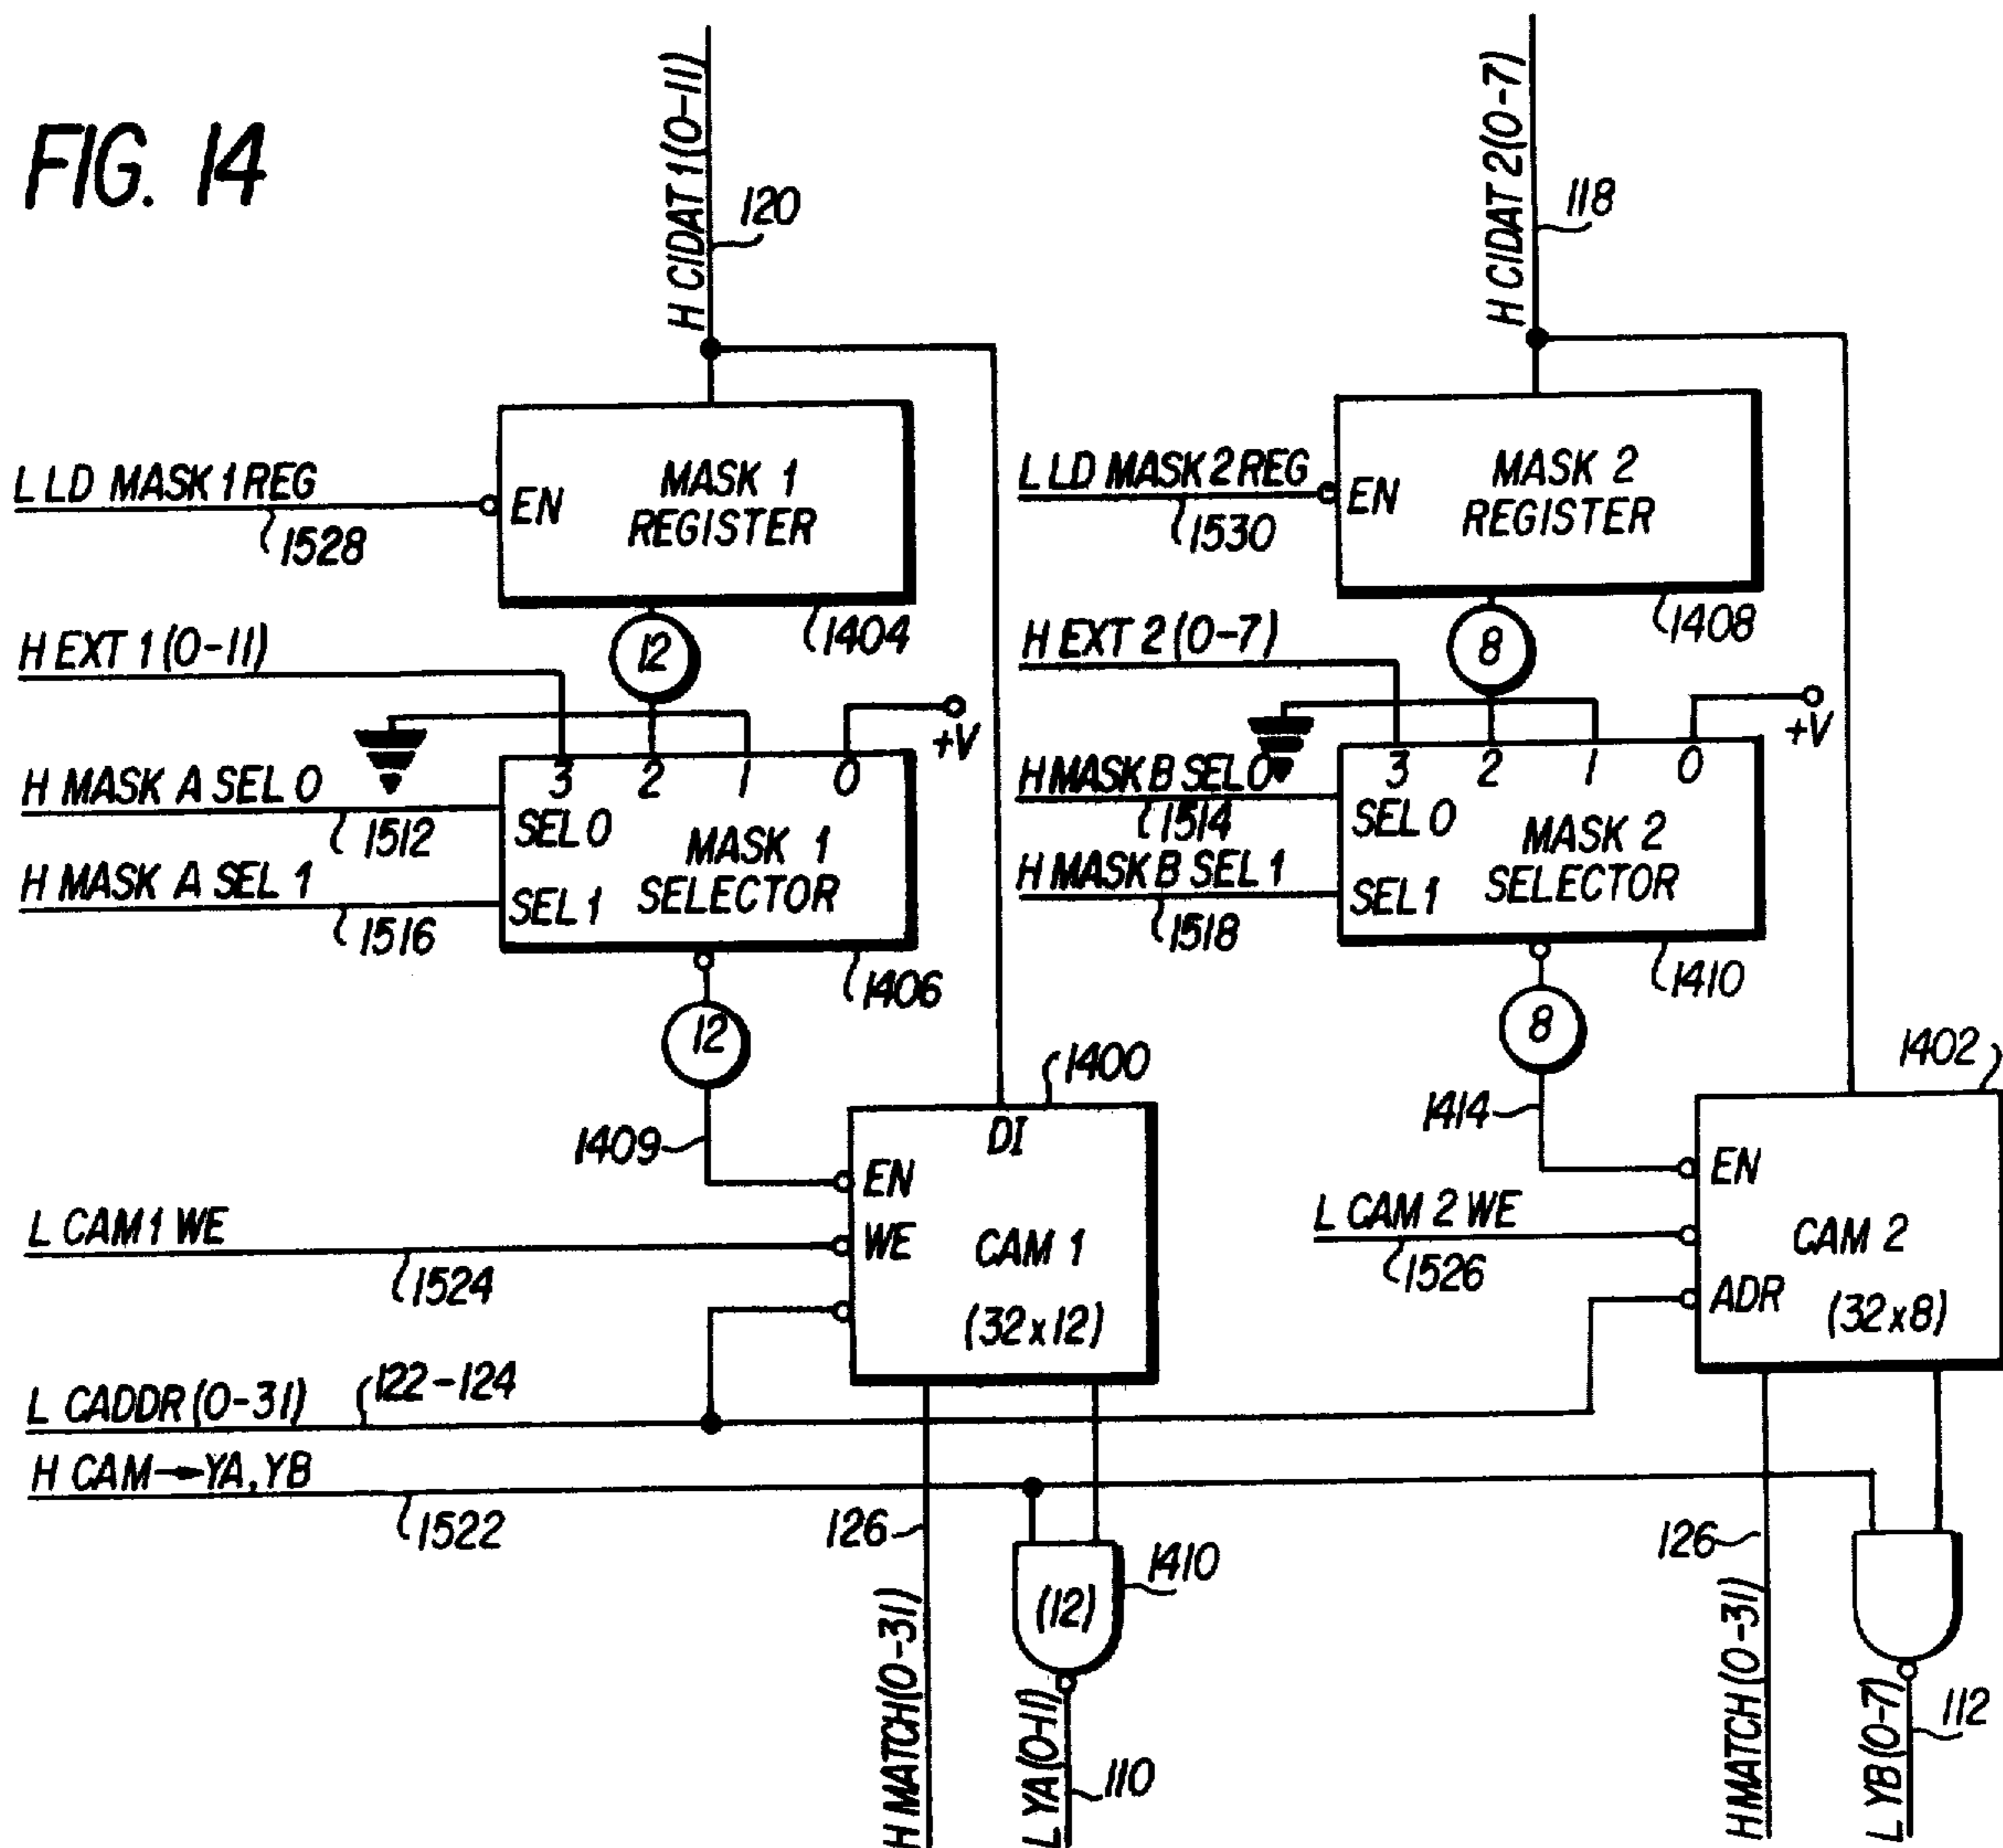 FIG. 14
H CIDAT 1 (0-11)
120
H CIDAT 2 (0-7)
118
L LD MASK 1 REG
1528
EN
MASK 1
REGISTER
1404
L LD MASK 2 REG
1530
EN
MASK 2
REGISTER
1408
H EXT 1 (0-11)
12
H EXT 2 (0-7)
8
+V
+V
3 2 1 0
3 2 1 0
H MASK A SEL 0
1512
SEL 0
MASK 1
SELECTOR
H MASK A SEL 1
1516
SEL 1
1406
H MASK B SEL 0
1514
SEL 0
MASK 2
SELECTOR
H MASK B SEL 1
1518
SEL 1
1410
12
8
1409
1400
DI
EN
WE
CAM 1
(32x12)
1414
1402
EN
CAM 2
ADR
(32x8)
L CAM 1 WE
1524
L CAM 2 WE
1526
L CADDR (0-31)
122-124
H CAM→YA, YB
1522
126
(12)
1410
126
H MATCH (0-31)
L YA (0-11)
110
H MATCH (0-31)
L YB (0-7)
112